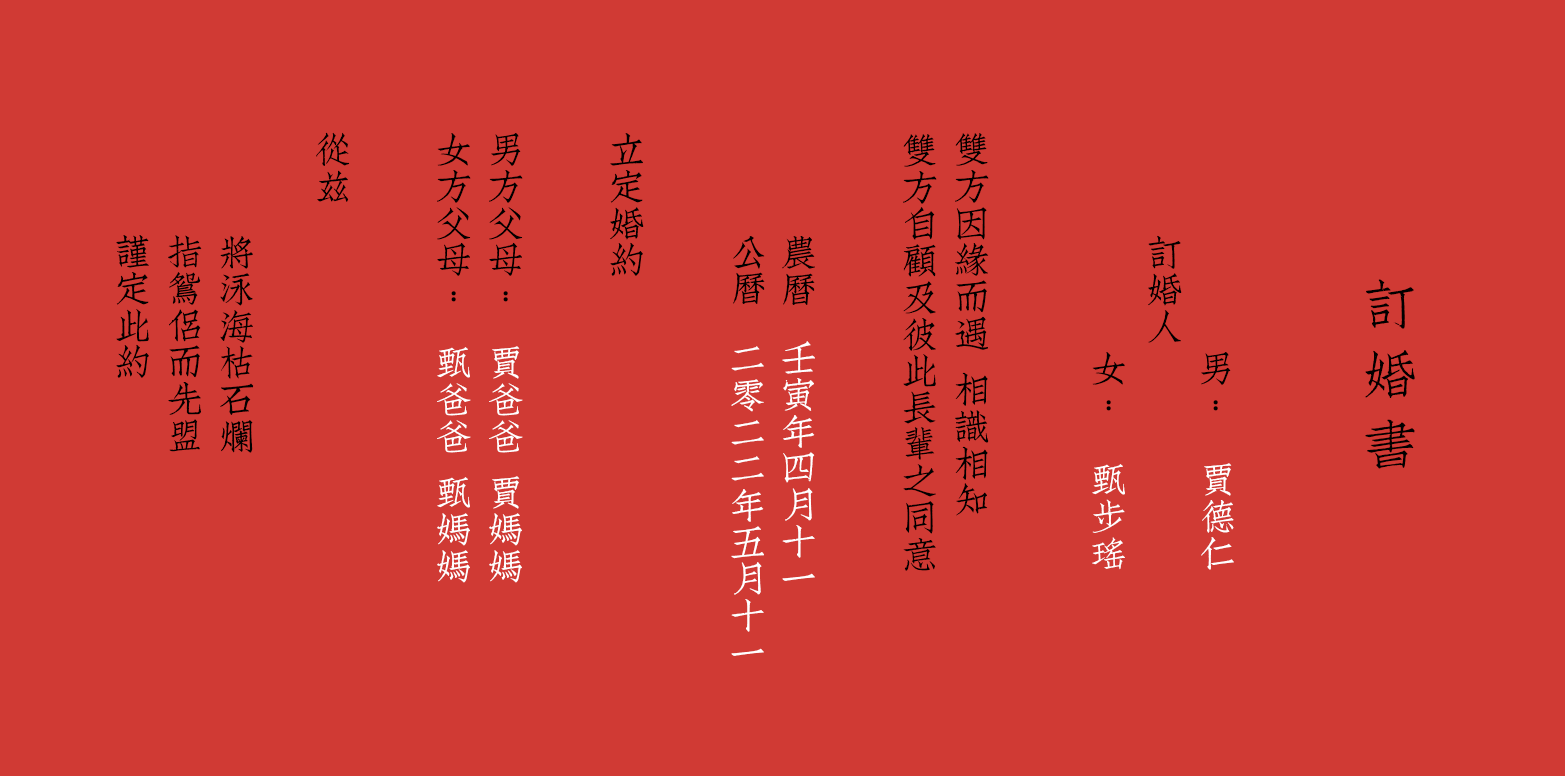 訂婚書
訂婚人
男： 賈德仁
女： 甄步瑤
雙方因緣而遇 相識相知
雙方自顧及彼此長輩之同意
農曆 壬寅年四月十一
公曆 二零二二年五月十一
立定婚約
男方父母： 賈爸爸 賈媽媽
女方父母： 甄爸爸 甄媽媽
從茲
將泳海枯石爛
指鴛侶而先盟
謹定此約